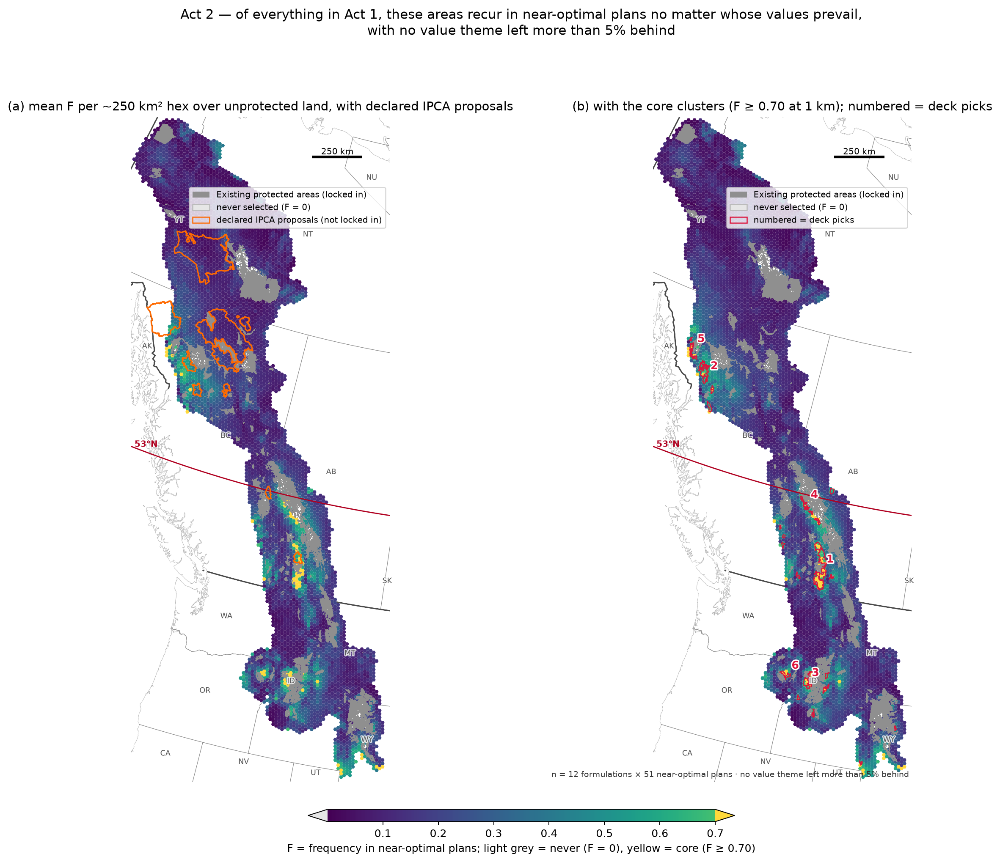 Act 2 — of everything in Act 1, these areas recur in near-optimal plans no matter whose values prevail,
with no value theme left more than 5% behind
(a) mean F per ~250 km² hex over unprotected land, with declared IPCA proposals
250 km
NU
Existing protected areas (locked in)
never selected (F = 0)
declared IPCA proposals (not locked in)
YT
NT
AK
BC
53°N
AB
SK
WA
MT
ID
OR
WY
CA
NV
UT
(b) with the core clusters (F ≥ 0.70 at 1 km); numbered = deck picks
250 km
NU
Existing protected areas (locked in)
never selected (F = 0)
numbered = deck picks
YT
NT
5
AK
2
BC
53°N
AB
4
1
SK
WA
MT
6
3
ID
OR
WY
CA
NV
UT
n = 12 formulations × 51 near-optimal plans · no value theme left more than 5% behind
0.1 0.2 0.3 0.4 0.5 0.6 0.7
F = frequency in near-optimal plans; light grey = never (F = 0), yellow = core (F ≥ 0.70)